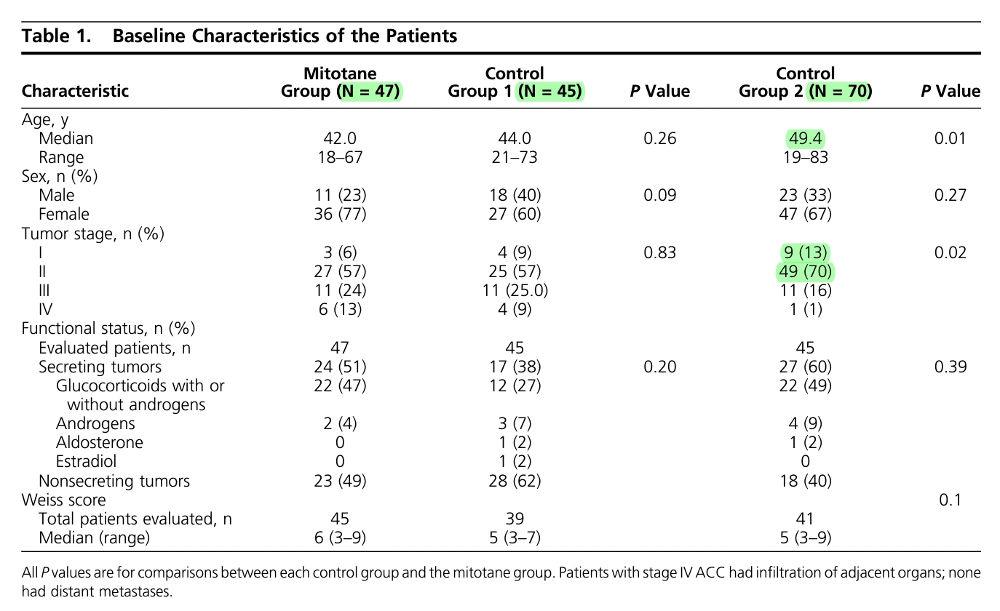 Table 1. Baseline Characteristics of the Patients
Mitotane Control Control
Characteristic Group (N = 47) Group 1 (N = 45) P Value Group 2 (N = 70) P Value
Age, y
Median 42.0 44.0 0.26 49.4 0.01
Range 18–67 21–73 19–83
Sex, n (%)
Male 11 (23) 18 (40) 0.09 23 (33) 0.27
Female 36 (77) 27 (60) 47 (67)
Tumor stage, n (%)
I 3 (6) 4 (9) 0.83 9 (13) 0.02
II 27 (57) 25 (57) 49 (70)
III 11 (24) 11 (25.0) 11 (16)
IV 6 (13) 4 (9) 1 (1)
Functional status, n (%)
Evaluated patients, n 47 45 45
Secreting tumors 24 (51) 17 (38) 0.20 27 (60) 0.39
Glucocorticoids with or 22 (47) 12 (27) 22 (49)
without androgens
Androgens 2 (4) 3 (7) 4 (9)
Aldosterone 0 1 (2) 1 (2)
Estradiol 0 1 (2) 0
Nonsecreting tumors 23 (49) 28 (62) 18 (40)
Weiss score 0.1
Total patients evaluated, n 45 39 41
Median (range) 6 (3–9) 5 (3–7) 5 (3–9)
All P values are for comparisons between each control group and the mitotane group. Patients with stage IV ACC had infiltration of adjacent organs; none
had distant metastases.